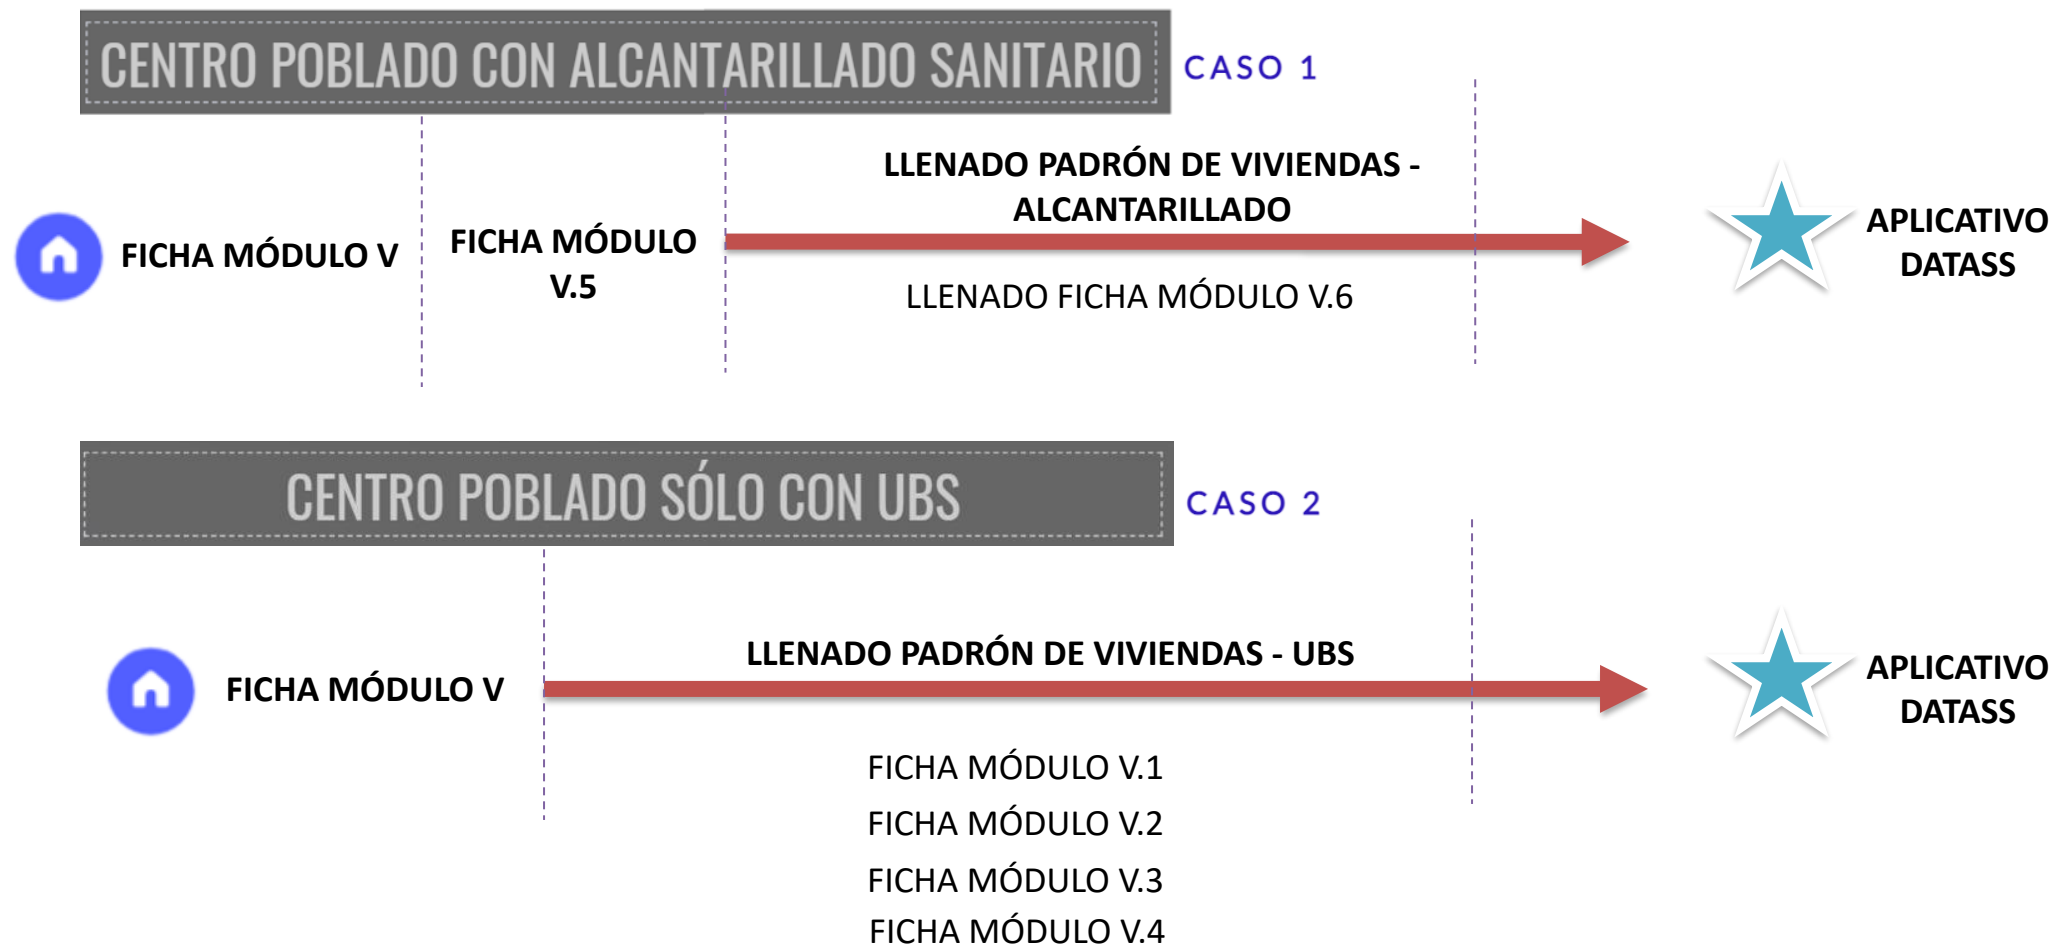 CENTRO POBLADO CON ALCANTARILLADO SANITARIO
CASO 1
FICHA MÓDULO V
FICHA MÓDULO
V.5
LLENADO PADRÓN DE VIVIENDAS -
ALCANTARILLADO
LLENADO FICHA MÓDULO V.6
APLICATIVO
DATASS
CENTRO POBLADO SÓLO CON UBS
CASO 2
FICHA MÓDULO V
LLENADO PADRÓN DE VIVIENDAS - UBS
FICHA MÓDULO V.1
FICHA MÓDULO V.2
FICHA MÓDULO V.3
FICHA MÓDULO V.4
APLICATIVO
DATASS